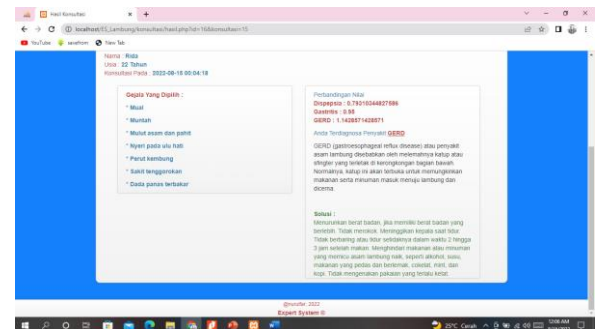 Hasil Konsultasi
localhost/ES_Lambung/konsultasi/hasil.php?id=16&konsultasi=15
YouTube
savefrom
New Tab
Nama : Rida
Usia : 22 Tahun
Konsultasi Pada : 2022-09-10 00:04:18
Gejala Yang Dipilih :
* Mual
* Muntah
* Mulut asam dan pahit
* Nyeri pada ulu hati
* Perut kembung
* Sakit tenggorokan
* Dada panas terbakar
Perbandingan Nilai
Dispepsia : 0.79310344827586
Gastritis : 0.95
GERD : 1.1428571428571
Anda Terdiagnosa Penyakit GERD
GERD (gastroesophageal reflux disease) atau penyakit
asam lambung disebabkan oleh melemahnya katup atau
sfingter yang terletak di kerongkongan bagian bawah.
Normalnya, katup ini akan terbuka untuk memungkinkan
makanan serta minuman masuk menuju lambung dan
dicerna.
Solusi :
Menurunkan berat badan, jika memiliki berat badan yang
berlebih. Tidak merokok. Meninggikan kepala saat tidur.
Tidak berbaring atau tidur setidaknya dalam waktu 2 hingga
3 jam setelah makan. Menghindari makanan atau minuman
yang memicu asam lambung naik, seperti alkohol, susu,
makanan yang pedas dan berlemak, cokelat, mint, dan
kopi. Tidak mengenakan pakaian yang terlalu ketat.
2022
Expert System ©
25°C Cerah
12:06 AM